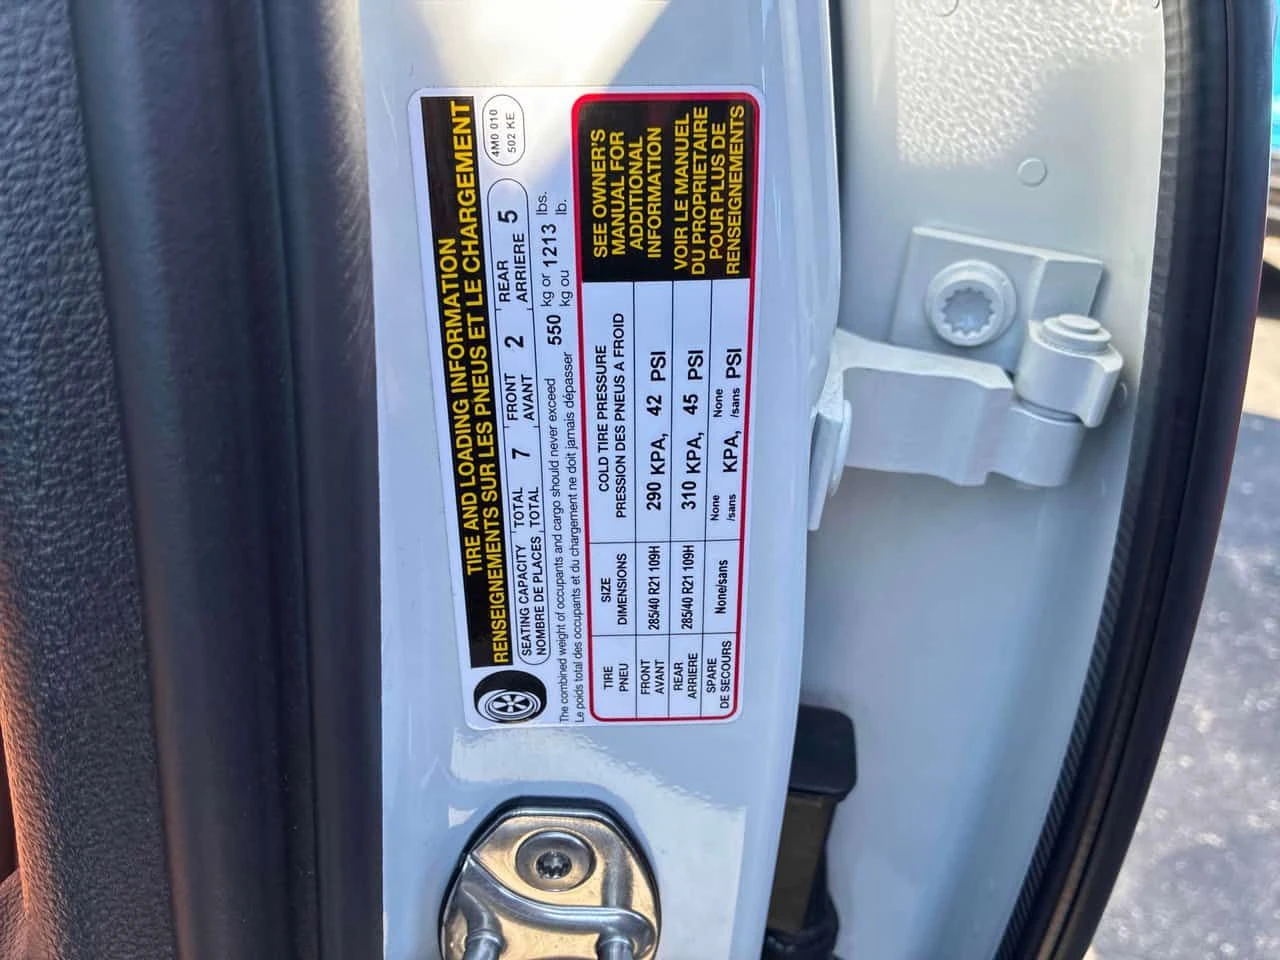 TIRE AND LOADING INFORMATION
RENSEIGNEMENTS SUR LES PNEUS ET LE CHARGEMENT
4M0 010
502 KE
SEATING CAPACITY TOTAL 7 FRONT 2 REAR 5
NOMBRE DE PLACES TOTAL AVANT ARRIERE
The combined weight of occupants and cargo should never exceed 550 kg or 1213 lbs.
Le poids total des occupants et du chargement ne doit jamais dépasser kg ou lb.
TIRE
PNEU
SIZE
DIMENSIONS
COLD TIRE PRESSURE
PRESSION DES PNEUS A FROID
FRONT
AVANT
285/40 R21 109H
290 KPA, 42 PSI
REAR
ARRIERE
285/40 R21 109H
310 KPA, 45 PSI
SPARE
DE SECOURS
None/sans
None
/sans KPA,
None
/sans PSI
SEE OWNER'S
MANUAL FOR
ADDITIONAL
INFORMATION
VOIR LE MANUEL
DU PROPRIETAIRE
POUR PLUS DE
RENSEIGNEMENTS